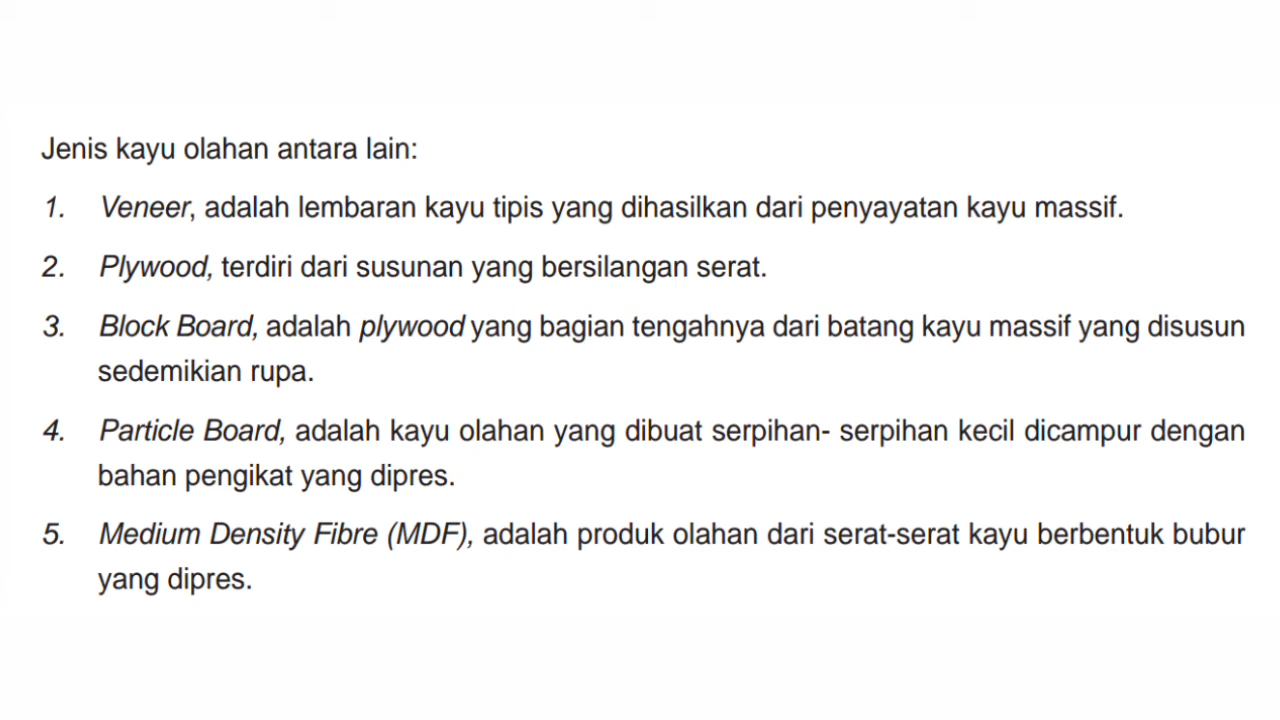 Jenis kayu olahan antara lain:
1. Veneer, adalah lembaran kayu tipis yang dihasilkan dari penyayatan kayu massif.
2. Plywood, terdiri dari susunan yang bersilangan serat.
3. Block Board, adalah plywood yang bagian tengahnya dari batang kayu massif yang disusun
sedemikian rupa.
4. Particle Board, adalah kayu olahan yang dibuat serpihan- serpihan kecil dicampur dengan
bahan pengikat yang dipres.
5. Medium Density Fibre (MDF), adalah produk olahan dari serat-serat kayu berbentuk bubur
yang dipres.